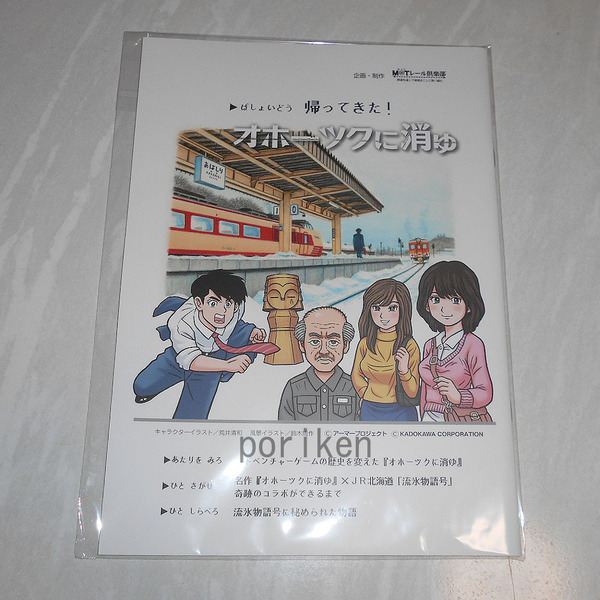 企画・制作 MOTレール倶楽部
▶ばしょいどう 帰ってきた！
オホーツクに消ゆ
あばしり
10
キャラクターイラスト／荒井清和 風景イラスト／鈴木周作 ©アーマープロジェクト ©KADOKAWA CORPORATION
poriken
▶あたりを みろ ドベンチャーゲームの歴史を変えた『オホーツクに消ゆ』
▶ひと さがせ 名作『オホーツクに消ゆ』×JR北海道「流氷物語号」
奇跡のコラボができるまで
▶ひと しらべろ 流氷物語号に秘められた物語